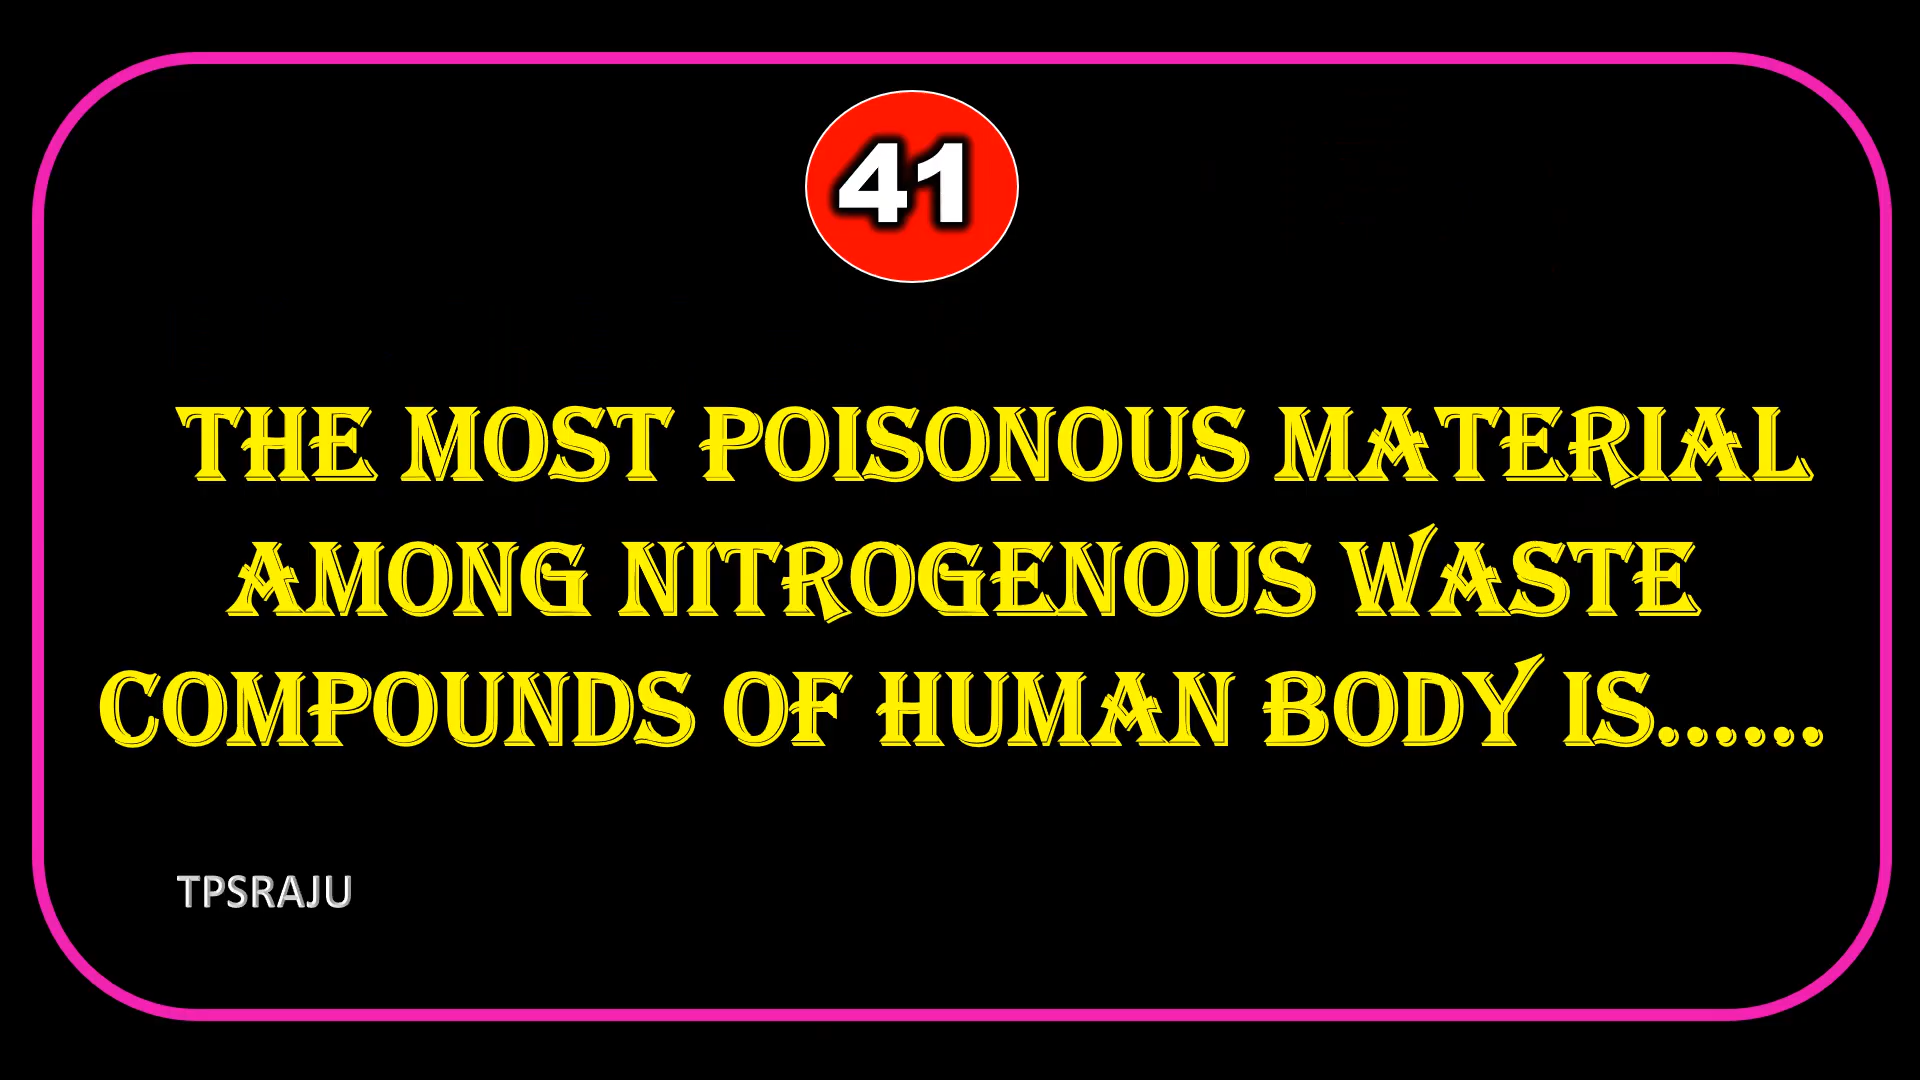 41
THE MOST POISONOUS MATERIAL
AMONG NITROGENOUS WASTE
COMPOUNDS OF HUMAN BODY IS......
TPSRAJU